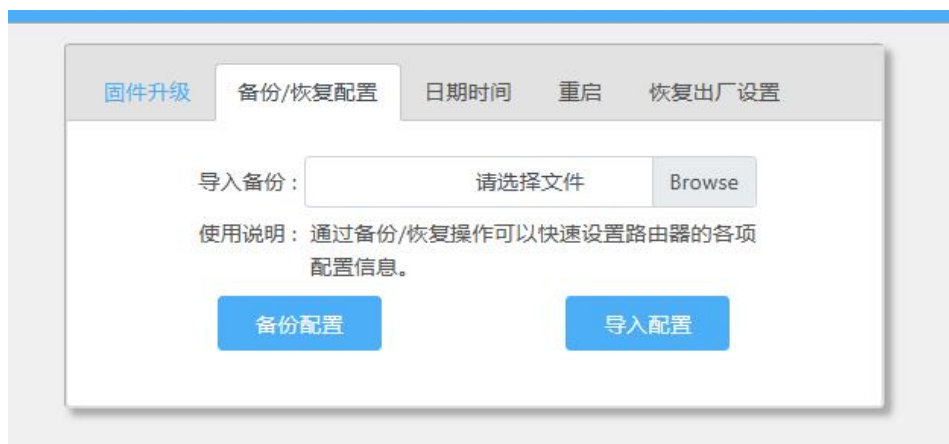 固件升级 备份/恢复配置 日期时间 重启 恢复出厂设置
导入备份： 请选择文件 Browse
使用说明： 通过备份/恢复操作可以快速设置路由器的各项
配置信息。
备份配置 导入配置